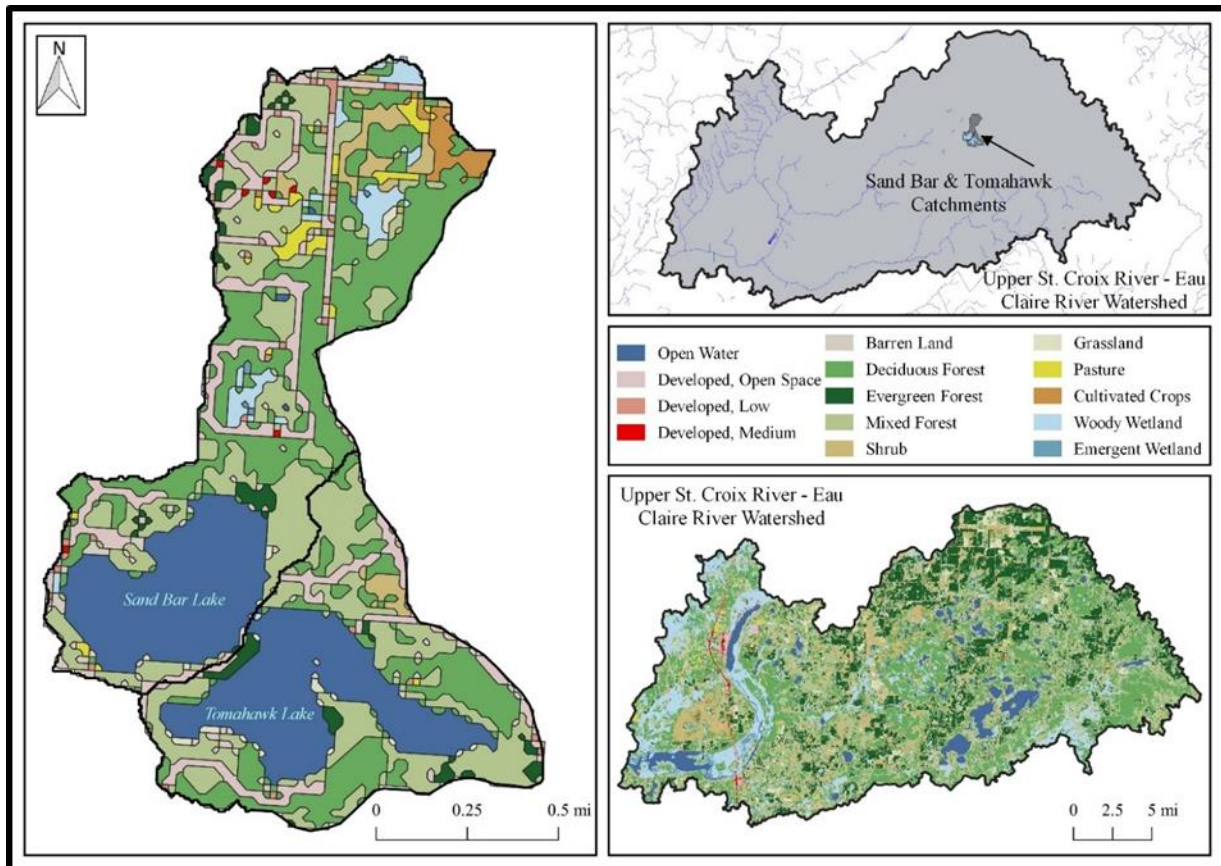 N
Sand Bar Lake
Tomahawk Lake
0 0.25 0.5 mi
Sand Bar & Tomahawk
Catchments
Upper St. Croix River - Eau
Claire River Watershed
Open Water
Developed, Open Space
Developed, Low
Developed, Medium
Barren Land
Deciduous Forest
Evergreen Forest
Mixed Forest
Shrub
Grassland
Pasture
Cultivated Crops
Woody Wetland
Emergent Wetland
Upper St. Croix River - Eau
Claire River Watershed
0 2.5 5 mi